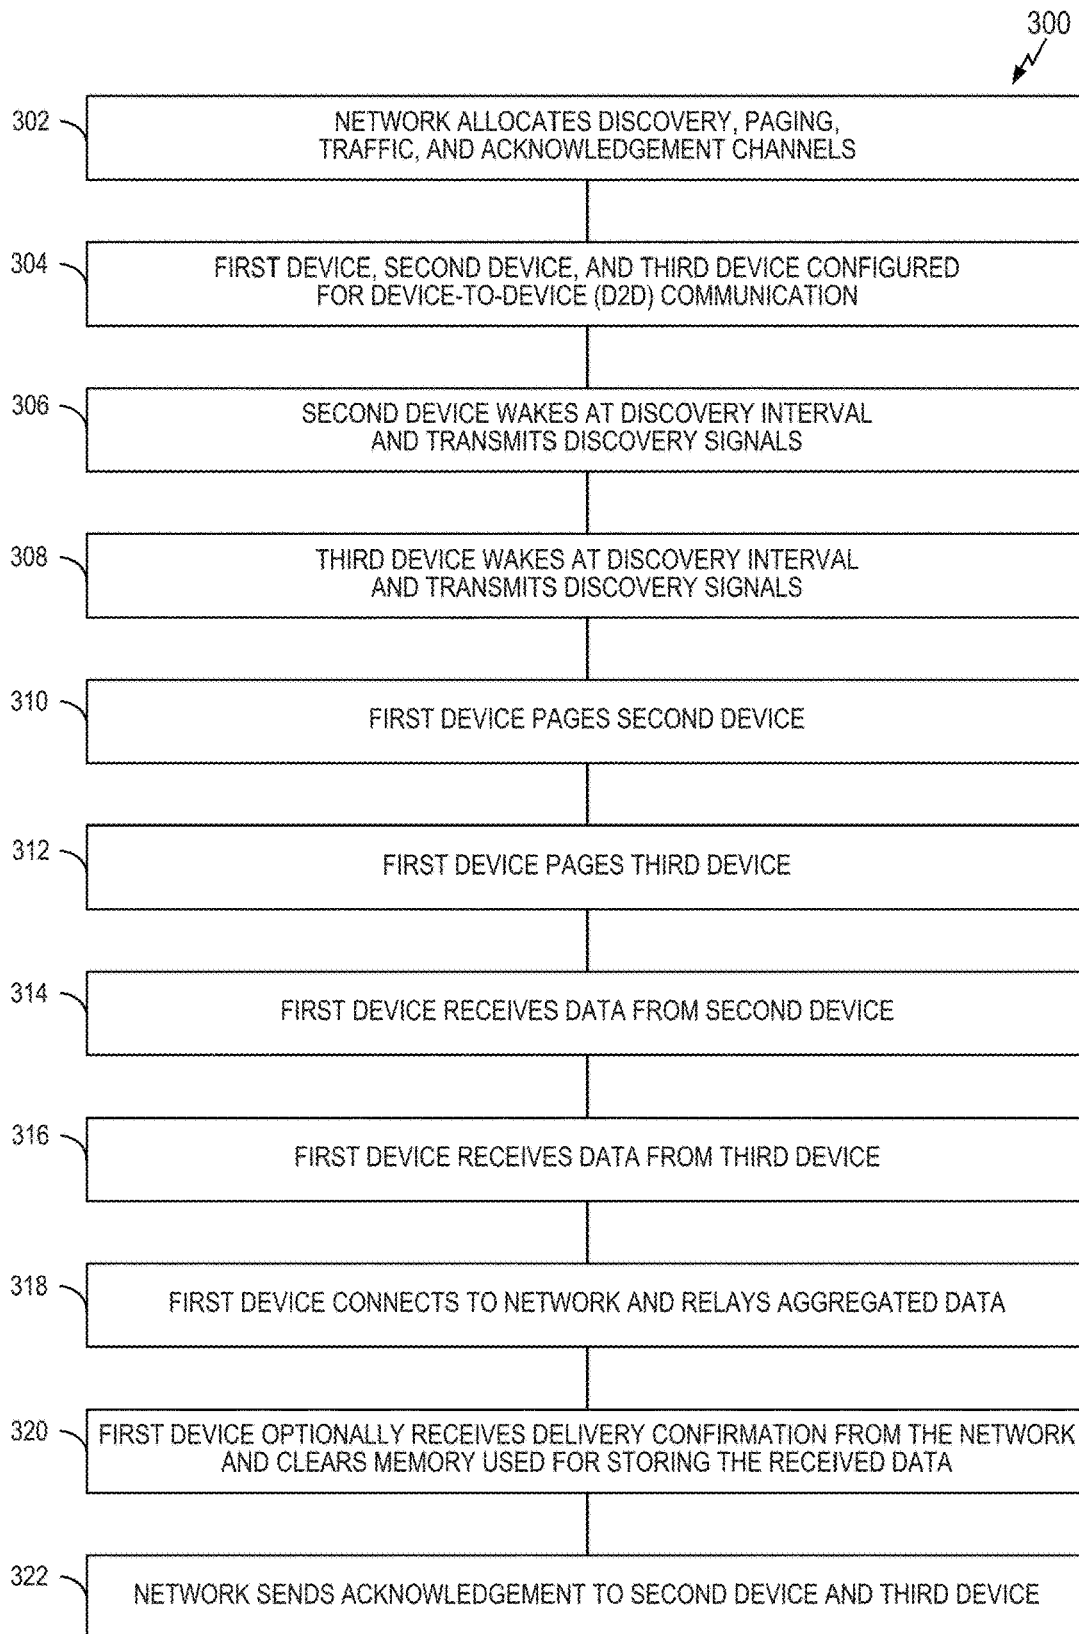 300
302
NETWORK ALLOCATES DISCOVERY, PAGING,
TRAFFIC, AND ACKNOWLEDGEMENT CHANNELS
304
FIRST DEVICE, SECOND DEVICE, AND THIRD DEVICE CONFIGURED
FOR DEVICE-TO-DEVICE (D2D) COMMUNICATION
306
SECOND DEVICE WAKES AT DISCOVERY INTERVAL
AND TRANSMITS DISCOVERY SIGNALS
308
THIRD DEVICE WAKES AT DISCOVERY INTERVAL
AND TRANSMITS DISCOVERY SIGNALS
310
FIRST DEVICE PAGES SECOND DEVICE
312
FIRST DEVICE PAGES THIRD DEVICE
314
FIRST DEVICE RECEIVES DATA FROM SECOND DEVICE
316
FIRST DEVICE RECEIVES DATA FROM THIRD DEVICE
318
FIRST DEVICE CONNECTS TO NETWORK AND RELAYS AGGREGATED DATA
320
FIRST DEVICE OPTIONALLY RECEIVES DELIVERY CONFIRMATION FROM THE NETWORK
AND CLEARS MEMORY USED FOR STORING THE RECEIVED DATA
322
NETWORK SENDS ACKNOWLEDGEMENT TO SECOND DEVICE AND THIRD DEVICE